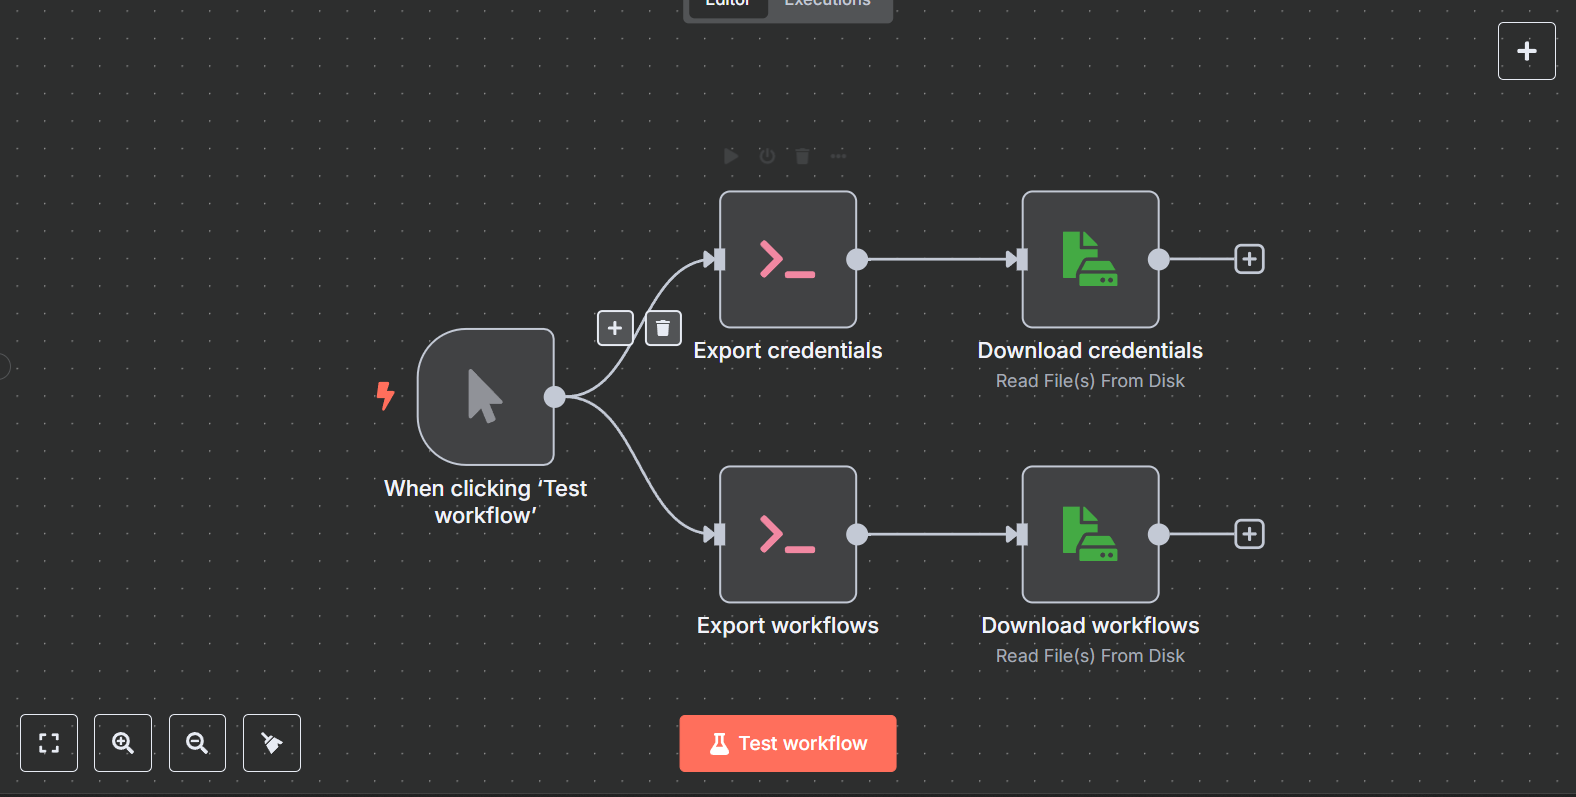 Editor
Executions
Export credentials
Download credentials
Read File(s) From Disk
When clicking ‘Test
workflow’
Export workflows
Download workflows
Read File(s) From Disk
Test workflow